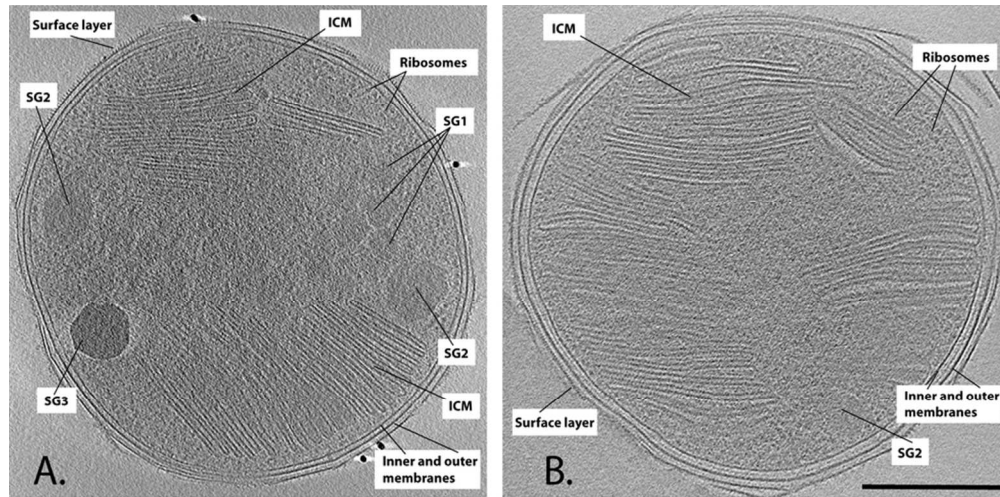 Surface layer
ICM
Ribosomes
SG2
SG1
SG2
SG3
ICM
Inner and outer
membranes
A.
ICM
Ribosomes
Inner and outer
membranes
Surface layer
SG2
B.